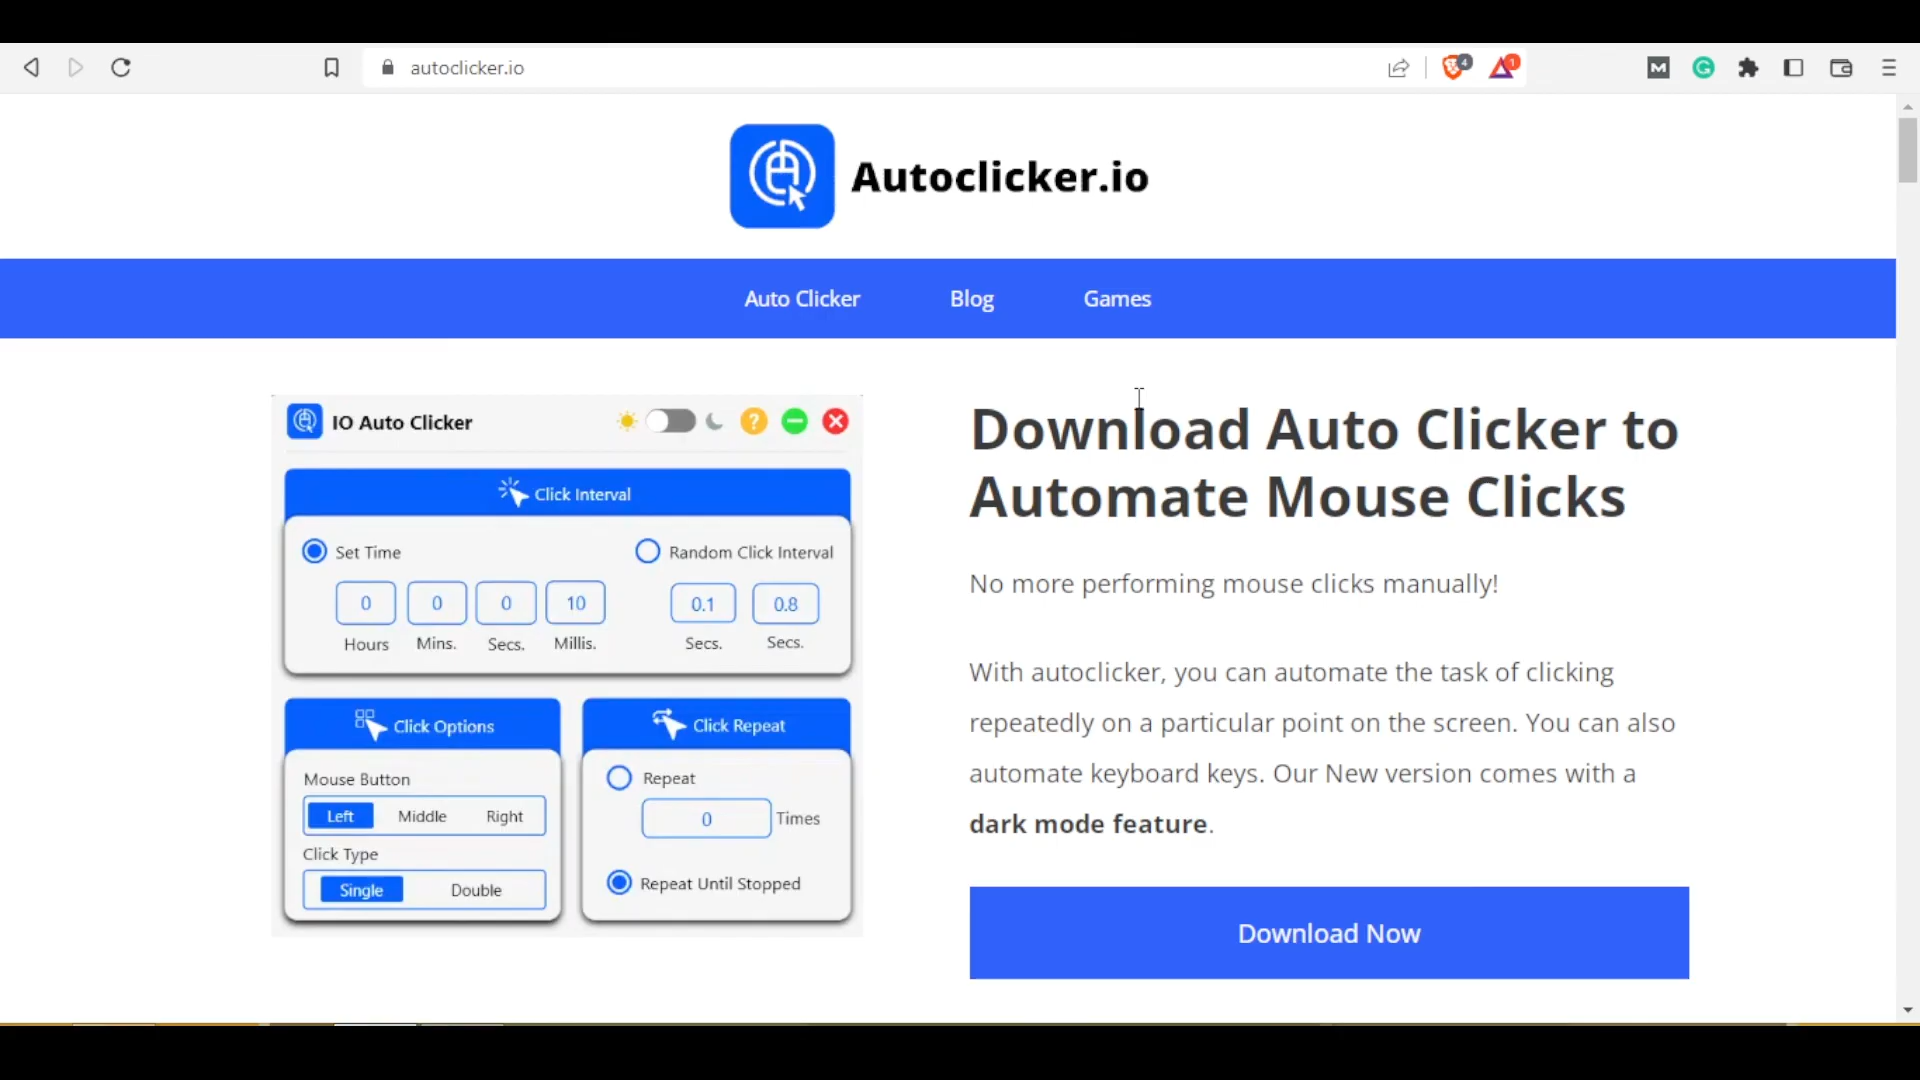 autoclicker.io
4
1
M
G
Autoclicker.io
Auto Clicker
Blog
Games
IO Auto Clicker
?
Click Interval
Set Time
Random Click Interval
0
0
0
10
0.1
0.8
Hours
Mins.
Secs.
Millis.
Secs.
Secs.
Click Options
Mouse Button
Left
Middle
Right
Click Type
Single
Double
Click Repeat
Repeat
0
Times
Repeat Until Stopped
Download Auto Clicker to
Automate Mouse Clicks
No more performing mouse clicks manually!
With autoclicker, you can automate the task of clicking
repeatedly on a particular point on the screen. You can also
automate keyboard keys. Our New version comes with a
dark mode feature.
Download Now